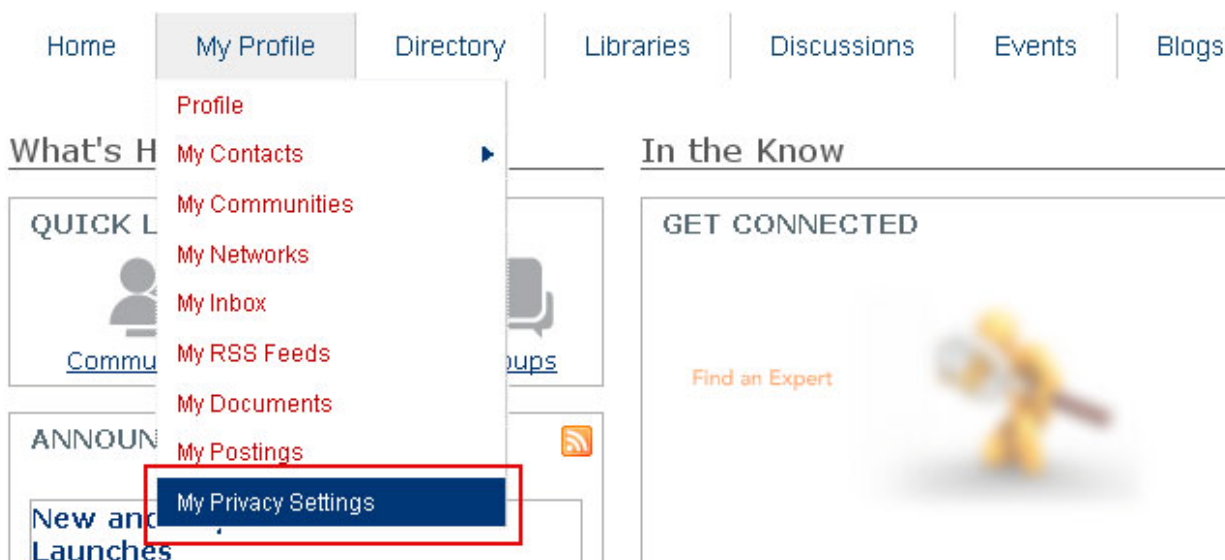 Home My Profile Directory Libraries Discussions Events Blogs
Profile
My Contacts
My Communities
My Networks
My Inbox
My RSS Feeds
My Documents
My Postings
My Privacy Settings
What's H
QUICK L
Commu oups
ANNOUN
New and
Launches
In the Know
GET CONNECTED
Find an Expert